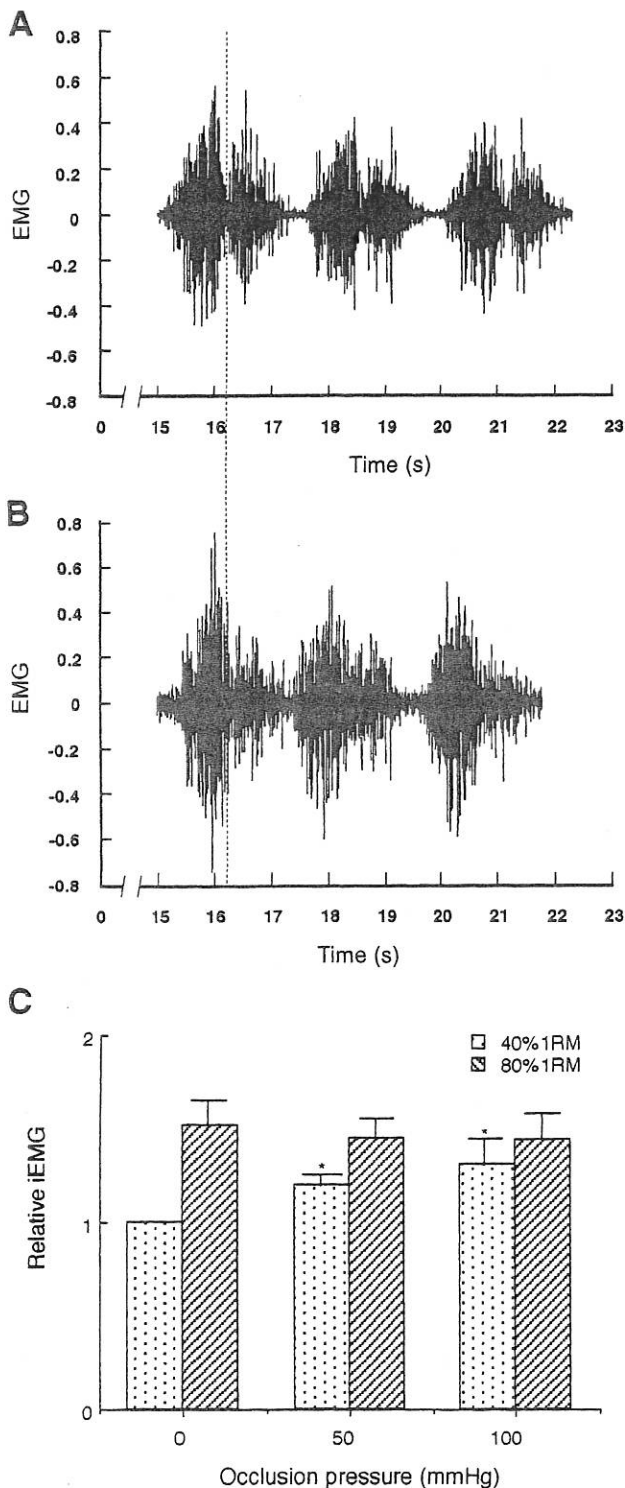 A
0.8
0.6
0.4
0.2
0
-0.2
-0.4
-0.6
-0.8
EMG
0 15 16 17 18 19 20 21 22 23
Time (s)
B
0.8
0.6
0.4
0.2
0
-0.2
-0.4
-0.6
-0.8
EMG
0 15 16 17 18 19 20 21 22 23
Time (s)
C
2
1
0
Relative iEMG
40%1RM
80%1RM
*
*
0 50 100
Occlusion pressure (mmHg)